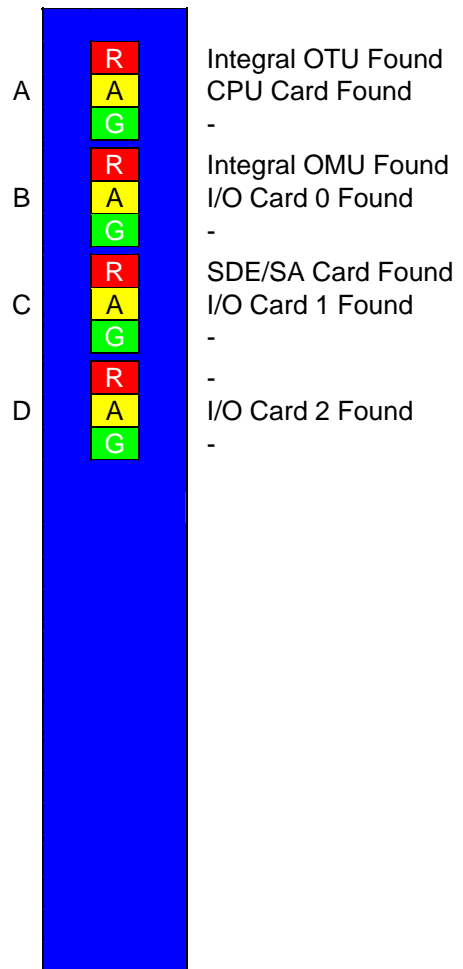 R Integral OTU Found
A A CPU Card Found
G -
R Integral OMU Found
B A I/O Card 0 Found
G -
R SDE/SA Card Found
C A I/O Card 1 Found
G -
R -
D A I/O Card 2 Found
G -